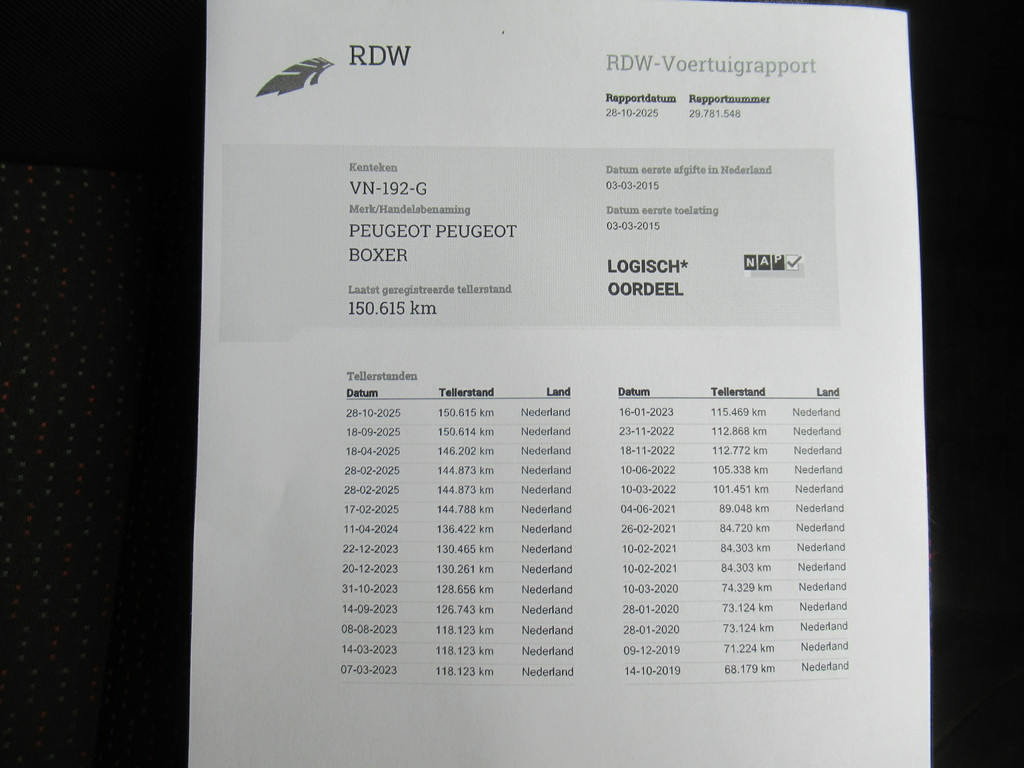 RDW
RDW-Voertuigrapport
Rapportdatum Rapportnummer
28-10-2025 29.781.548
Kenteken
VN-192-G
Merk/Handelsbenaming
PEUGEOT PEUGEOT
BOXER
Laatst geregistreerde tellerstand
150.615 km
Datum eerste afgifte in Nederland
03-03-2015
Datum eerste toelating
03-03-2015
LOGISCH*
OORDEEL
NAP
Tellerstanden
Datum Tellerstand Land
28-10-2025 150.615 km Nederland
18-09-2025 150.614 km Nederland
18-04-2025 146.202 km Nederland
28-02-2025 144.873 km Nederland
28-02-2025 144.873 km Nederland
17-02-2025 144.788 km Nederland
11-04-2024 136.422 km Nederland
22-12-2023 130.465 km Nederland
20-12-2023 130.261 km Nederland
31-10-2023 128.656 km Nederland
14-09-2023 126.743 km Nederland
08-08-2023 118.123 km Nederland
14-03-2023 118.123 km Nederland
07-03-2023 118.123 km Nederland
Datum Tellerstand Land
16-01-2023 115.469 km Nederland
23-11-2022 112.868 km Nederland
18-11-2022 112.772 km Nederland
10-06-2022 105.338 km Nederland
10-03-2022 101.451 km Nederland
04-06-2021 89.048 km Nederland
26-02-2021 84.720 km Nederland
10-02-2021 84.303 km Nederland
10-02-2021 84.303 km Nederland
10-03-2020 74.329 km Nederland
28-01-2020 73.124 km Nederland
28-01-2020 73.124 km Nederland
09-12-2019 71.224 km Nederland
14-10-2019 68.179 km Nederland